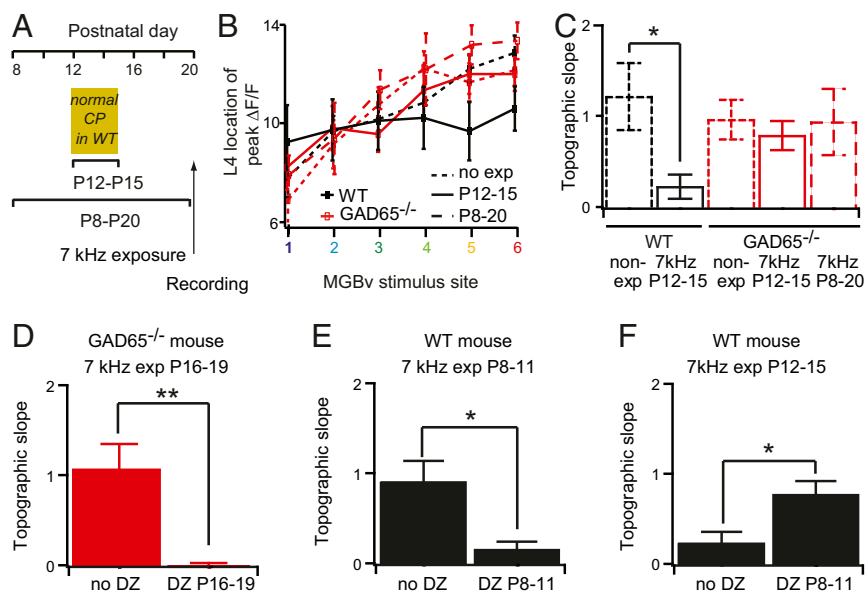 A
Postnatal day
8 12 16 20
normal
CP
in WT
P12-P15
P8-P20
7 kHz exposure
Recording
B
L4 location of
peak ΔF/F
14
10
6
WT
GAD65-/-
no exp
P12-15
P8-20
1 2 3 4 5 6
MGBv stimulus site
C
Topographic slope
2
1
0
*
WT
GAD65-/-
non-
exp
7kHz
P12-15
non-
exp
7kHz
P12-15
7kHz
P8-20
D
GAD65-/- mouse
7 kHz exp P16-19
Topographic slope
2
1
0
**
no DZ
DZ P16-19
E
WT mouse
7 kHz exp P8-11
Topographic slope
2
1
0
*
no DZ
DZ P8-11
F
WT mouse
7kHz exp P12-15
Topographic slope
2
1
0
*
no DZ
DZ P8-11